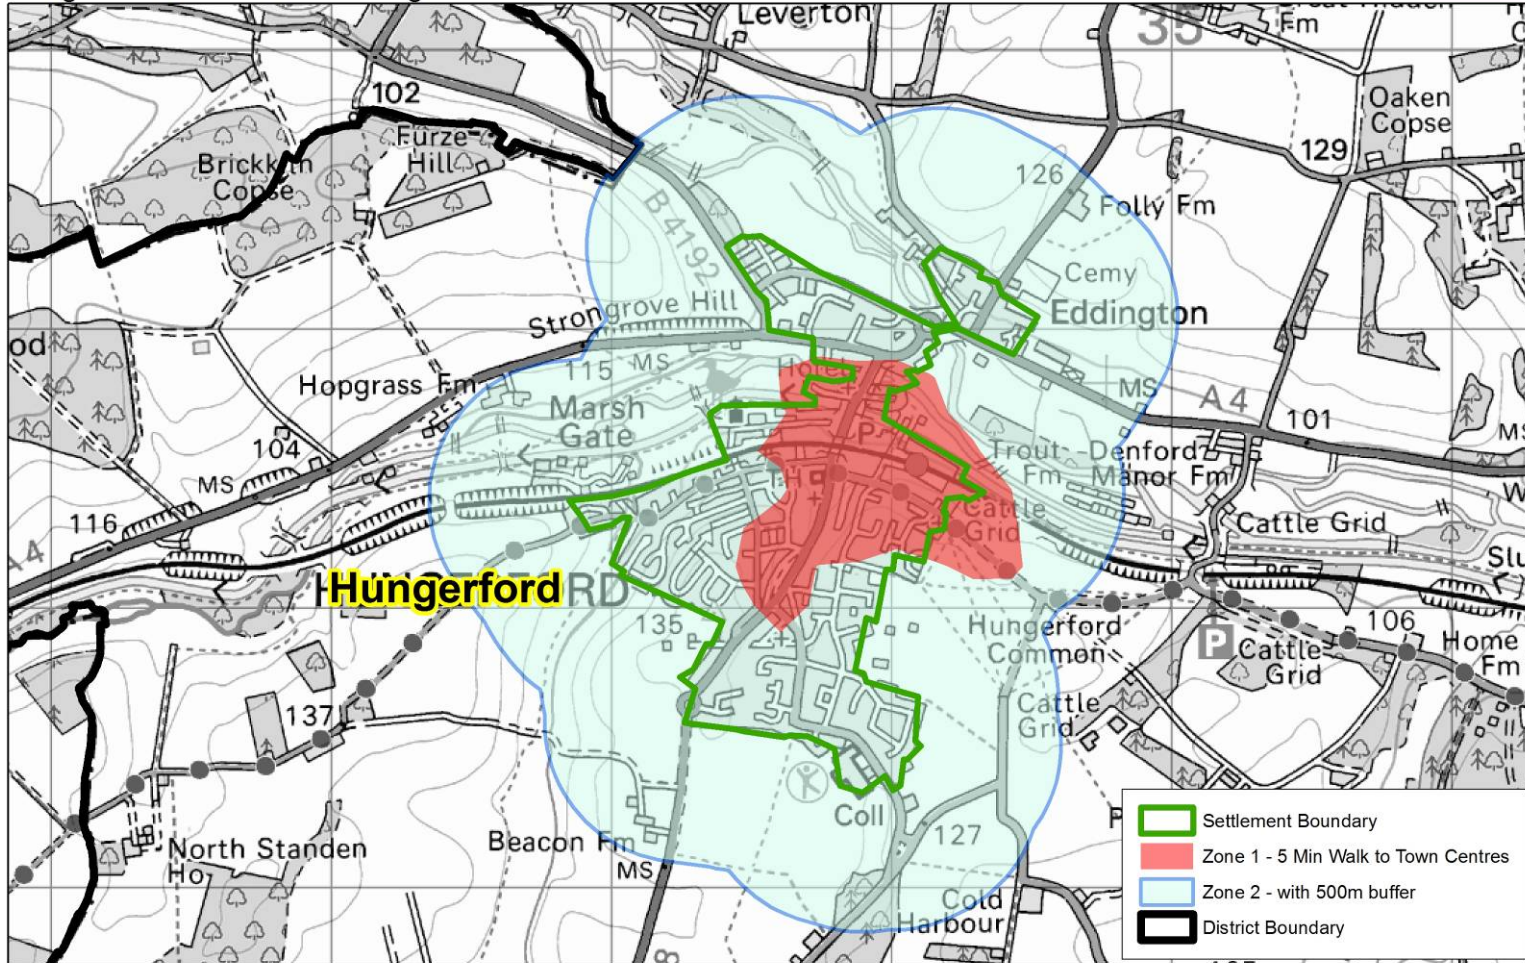 Leverton
35
Fm
102
Furze
Hill
Oaken
Copse
129
126
Folly Fm
B4192
Cemy
Eddington
Strongrove Hill
MS
115
Hopgrass Fm
Marsh
Gate
MS
A4
101
104
MS
P
TH
Trout
Fm
Denford
Manor Fm
116
Cattle
Grid
Cattle Grid
Hungerford
135
Hungerford
Common
P
Cattle
Grid
106
Home
Fm
137
Cattle
Grid
Coll
127
Beacon Fm
MS
North Standen
Ho
Cold
Harbour
Settlement Boundary
Zone 1 - 5 Min Walk to Town Centres
Zone 2 - with 500m buffer
District Boundary